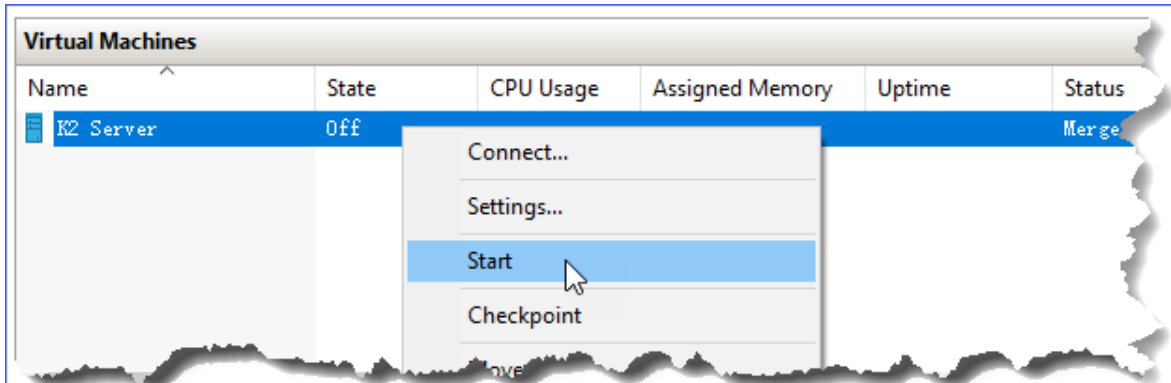 Virtual Machines
Name State CPU Usage Assigned Memory Uptime Status
K2 Server Off Merge
Connect...
Settings...
Start
Checkpoint